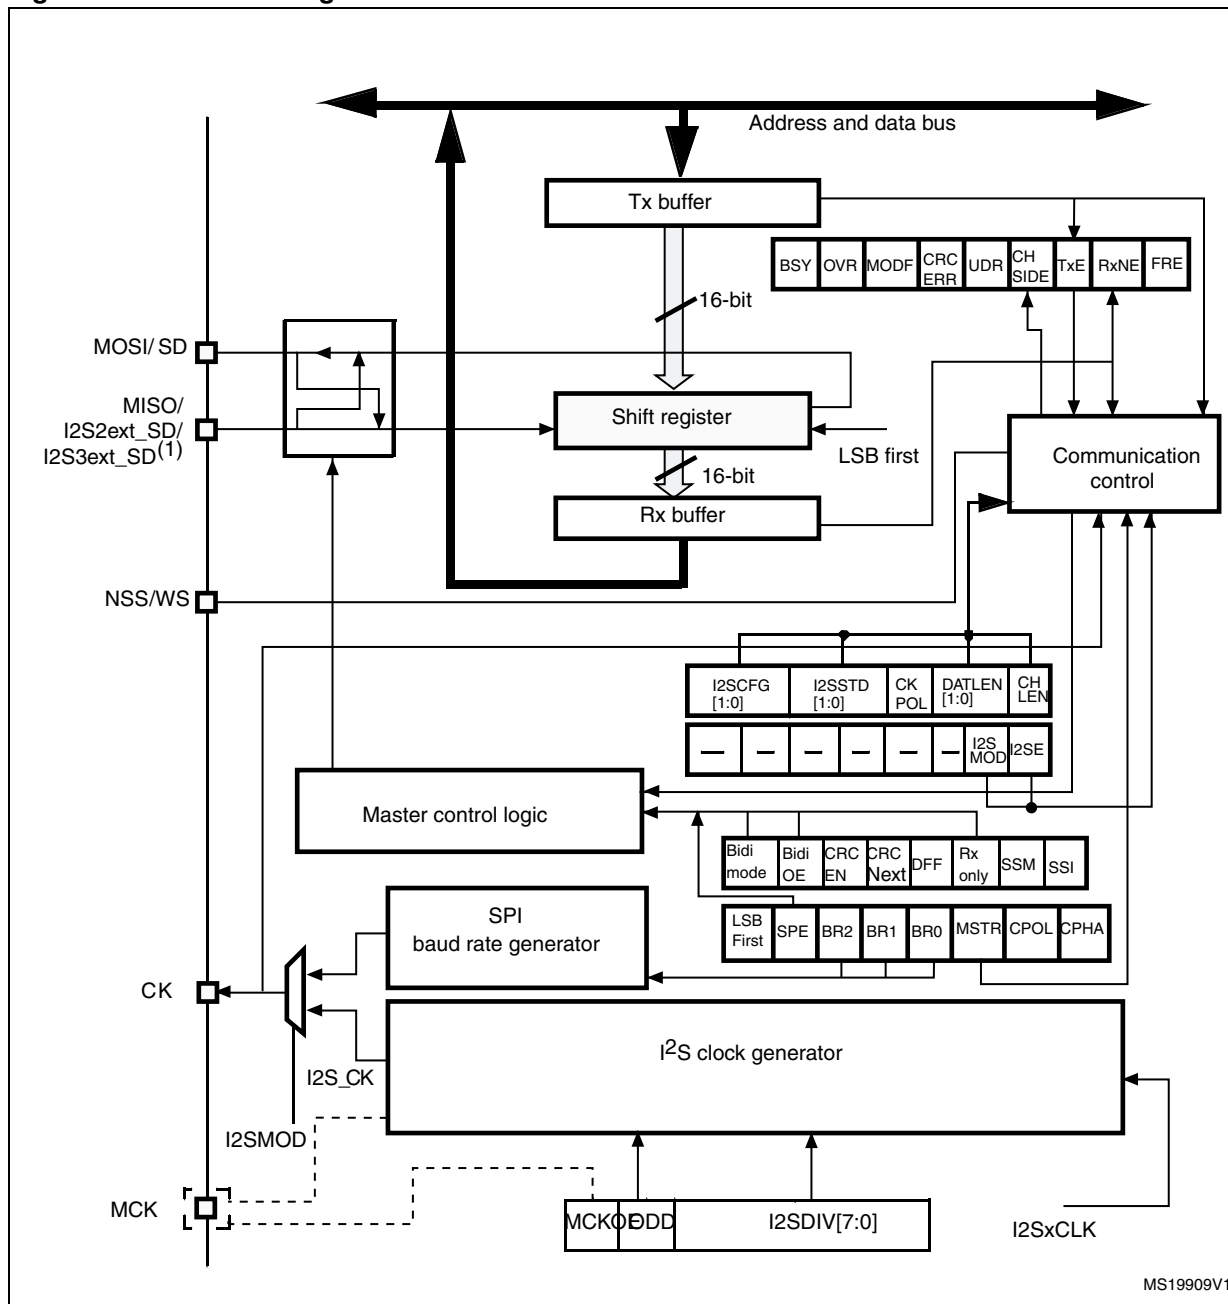 Address and data bus
Tx buffer
BSY
OVR
MODF
CRC
ERR
UDR
CH
SIDE
TxE
RxNE
FRE
16-bit
MOSI/ SD
MISO/
I2S2ext_SD/
I2S3ext_SD(1)
Shift register
LSB first
Communication
control
16-bit
Rx buffer
NSS/WS
I2SCFG
[1:0]
I2SSTD
[1:0]
CK
POL
DATLEN
[1:0]
CH
LEN
I2S
MOD
I2SE
Master control logic
Bidi
mode
Bidi
OE
CRC
EN
CRC
Next
DFF
Rx
only
SSM
SSI
SPI
baud rate generator
LSB
First
SPE
BR2
BR1
BR0
MSTR
CPOL
CPHA
CK
I2S clock generator
I2S_CK
I2SMOD
MCK
MCKOE
ODD
I2SDIV[7:0]
I2SxCLK
MS19909V1